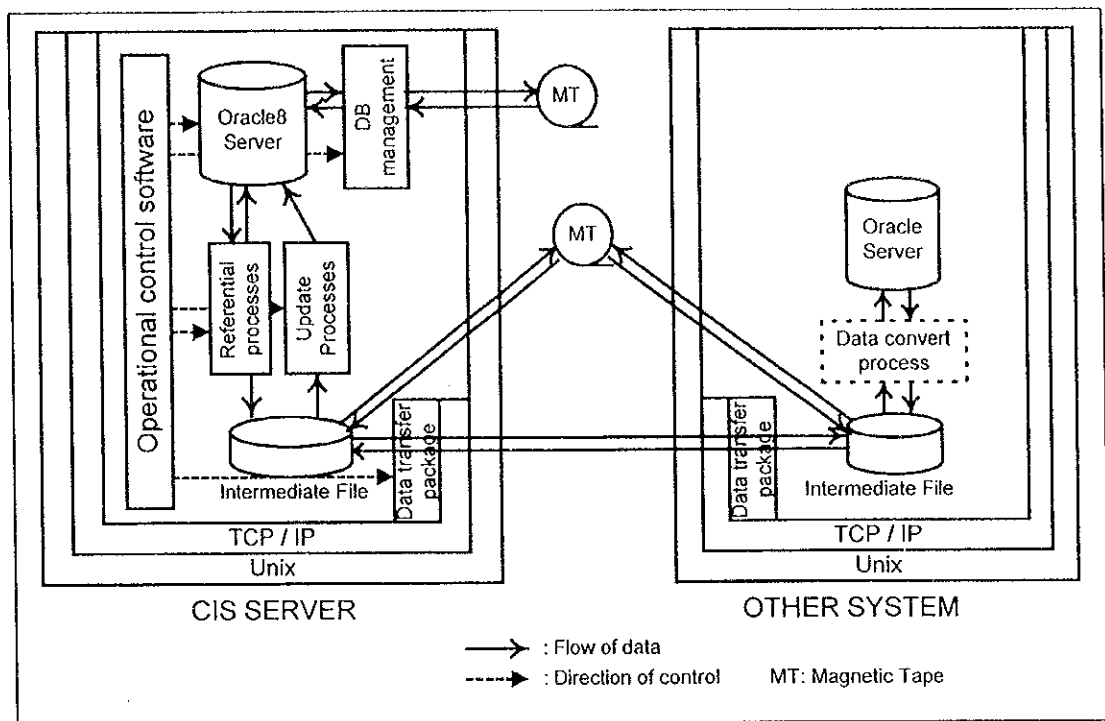 Operational control software
Oracle8
Server
DB
management
MT
Referential
processes
Update
Processes
Intermediate File
Data transfer
package
TCP / IP
Unix
CIS SERVER
MT
Oracle
Server
Data convert
process
Data transfer
package
Intermediate File
TCP / IP
Unix
OTHER SYSTEM
: Flow of data
: Direction of control
MT: Magnetic Tape